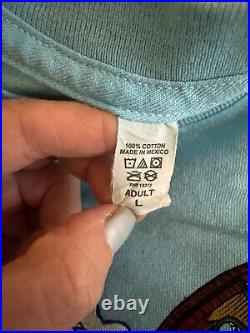 100% COTTON
MADE IN MEXICO
ADULT
L